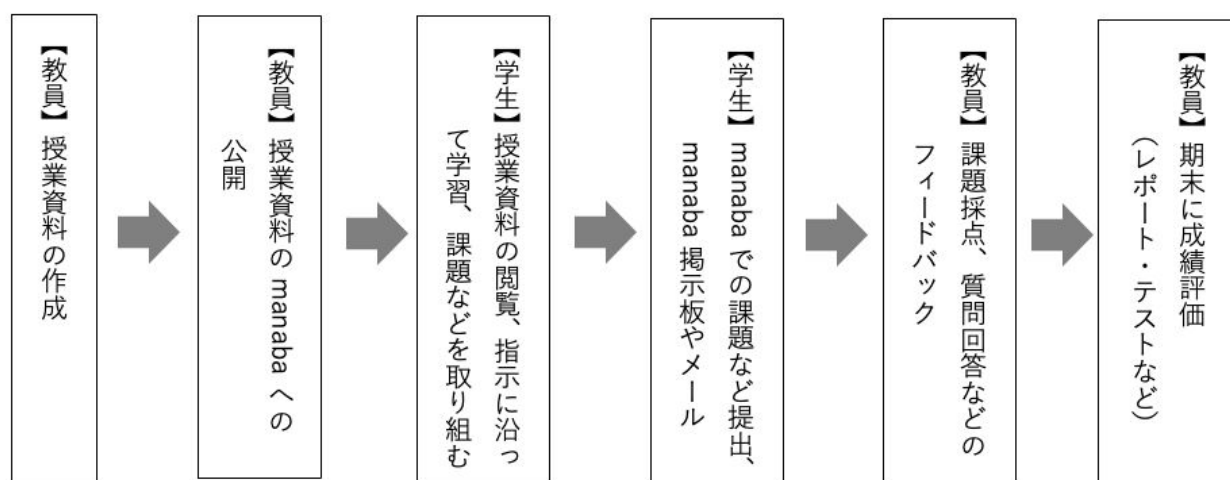 【教員】授業資料の作成
【教員】授業資料の manaba への
公開
【学生】授業資料の閲覧、指示に沿っ
て学習、課題などを取り組む
【学生】manaba での課題など提出、
manaba 掲示板やメール
【教員】課題採点、質問回答などの
フィードバック
【教員】期末に成績評価
（レポート・テストなど）